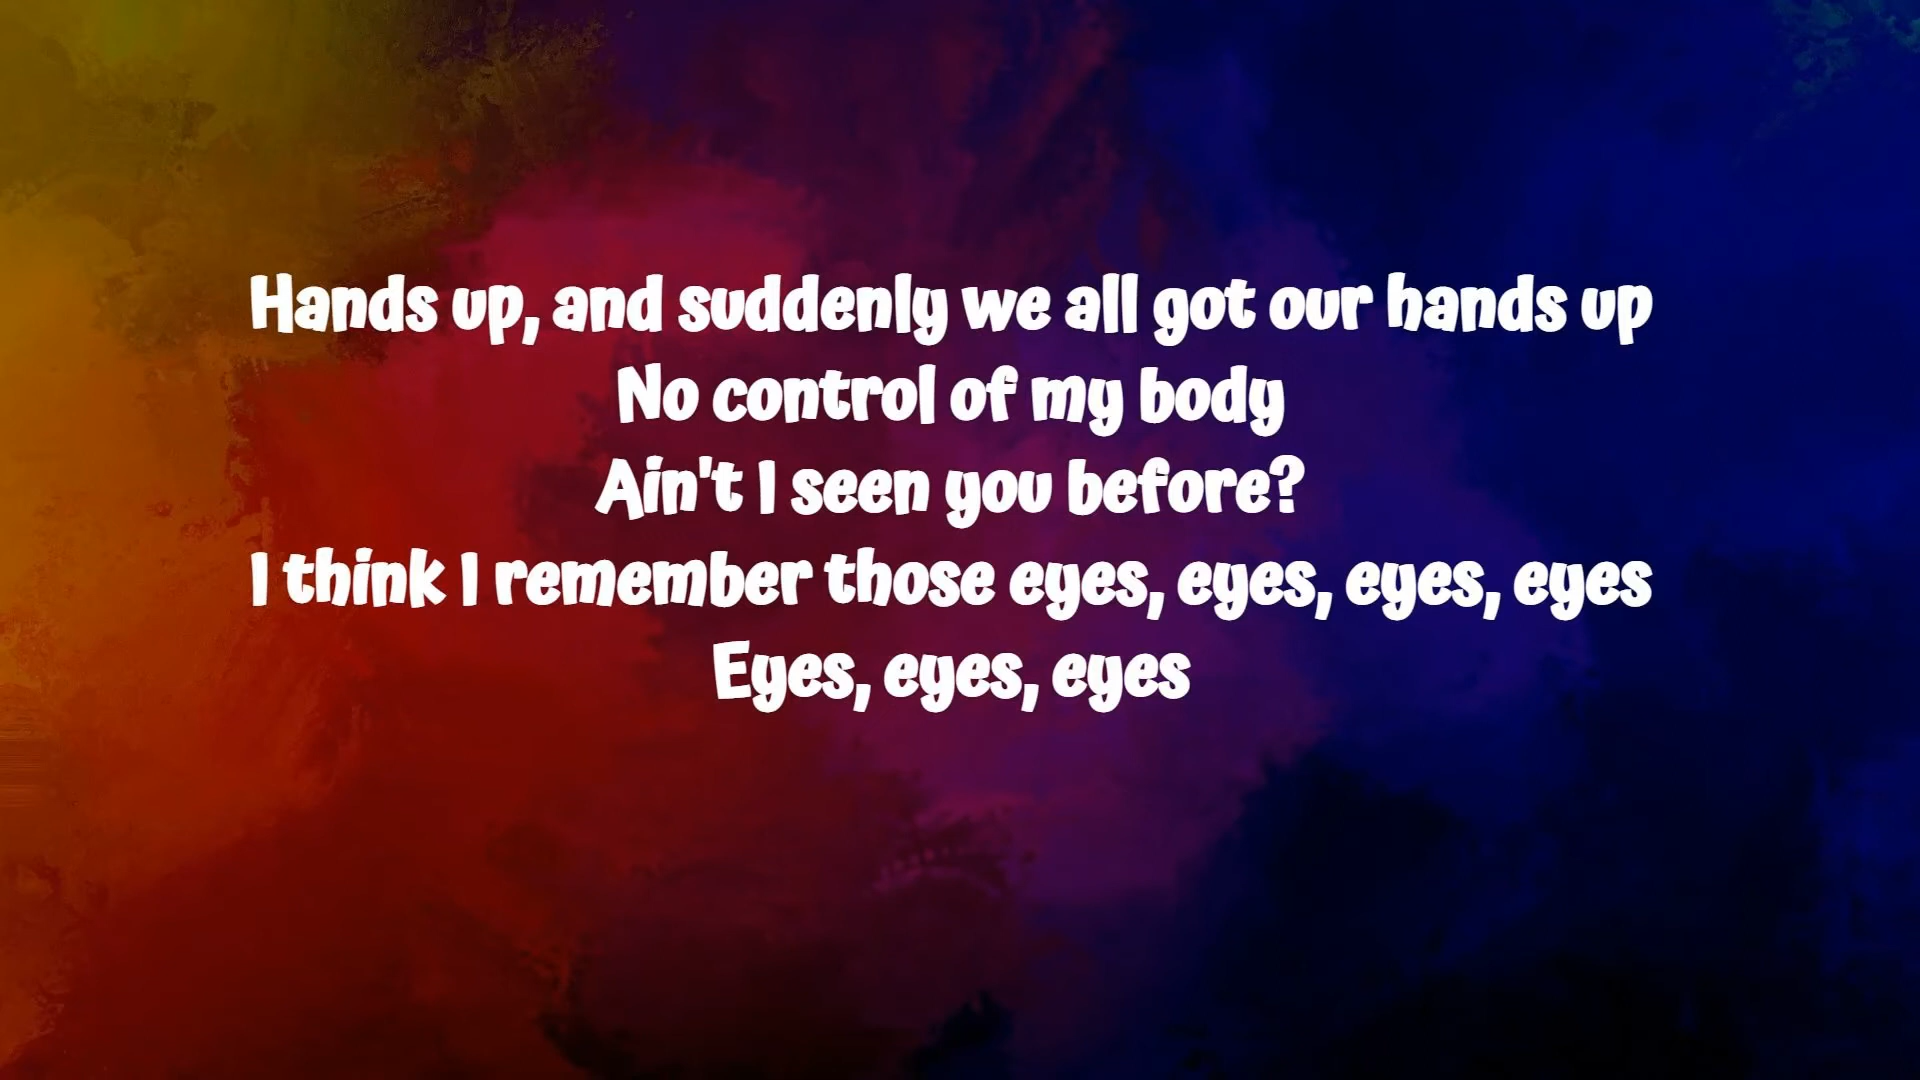 Hands up, and suddenly we all got our hands up
No control of my body
Ain't I seen you before?
I think I remember those eyes, eyes, eyes, eyes
Eyes, eyes, eyes